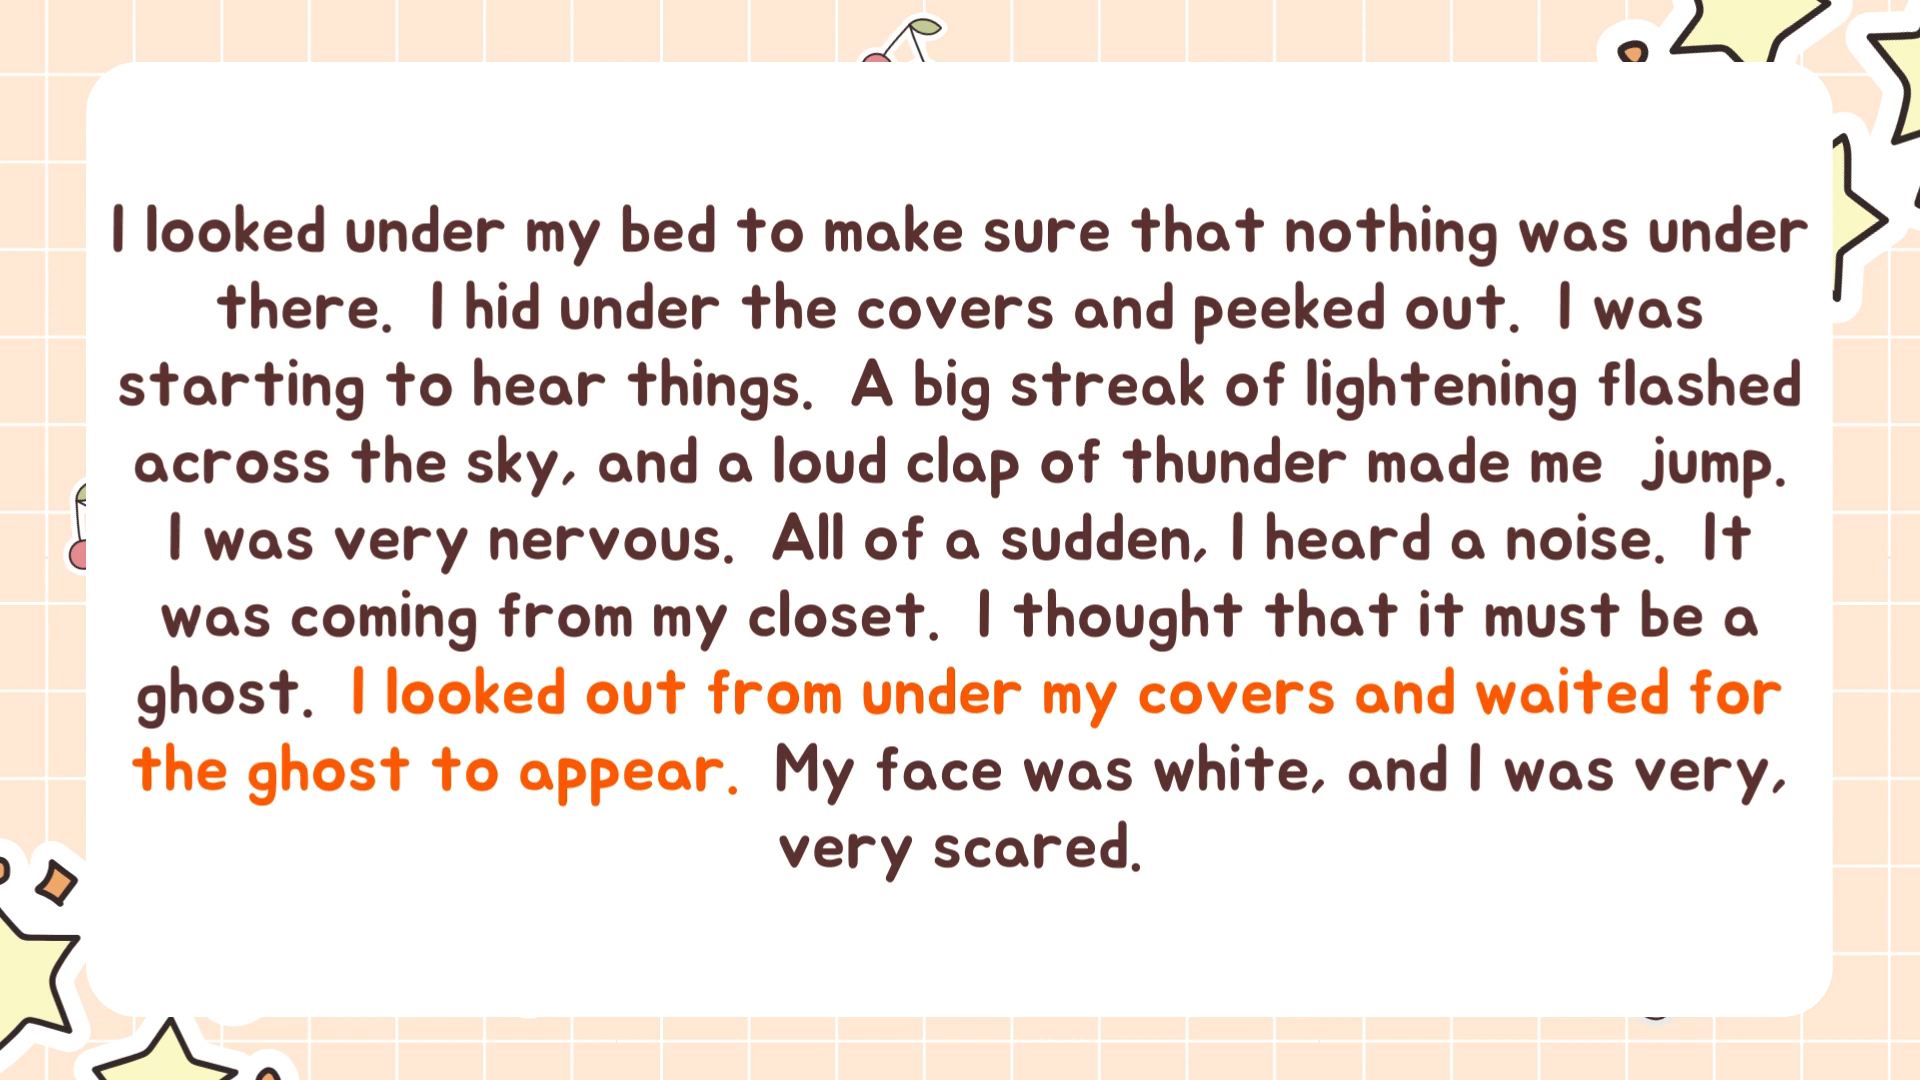 I looked under my bed to make sure that nothing was under
there.  I hid under the covers and peeked out.  I was
starting to hear things.  A big streak of lightening flashed
across the sky, and a loud clap of thunder made me  jump.
I was very nervous.  All of a sudden, I heard a noise.  It
was coming from my closet.  I thought that it must be a
ghost.  I looked out from under my covers and waited for
the ghost to appear.  My face was white, and I was very,
very scared.